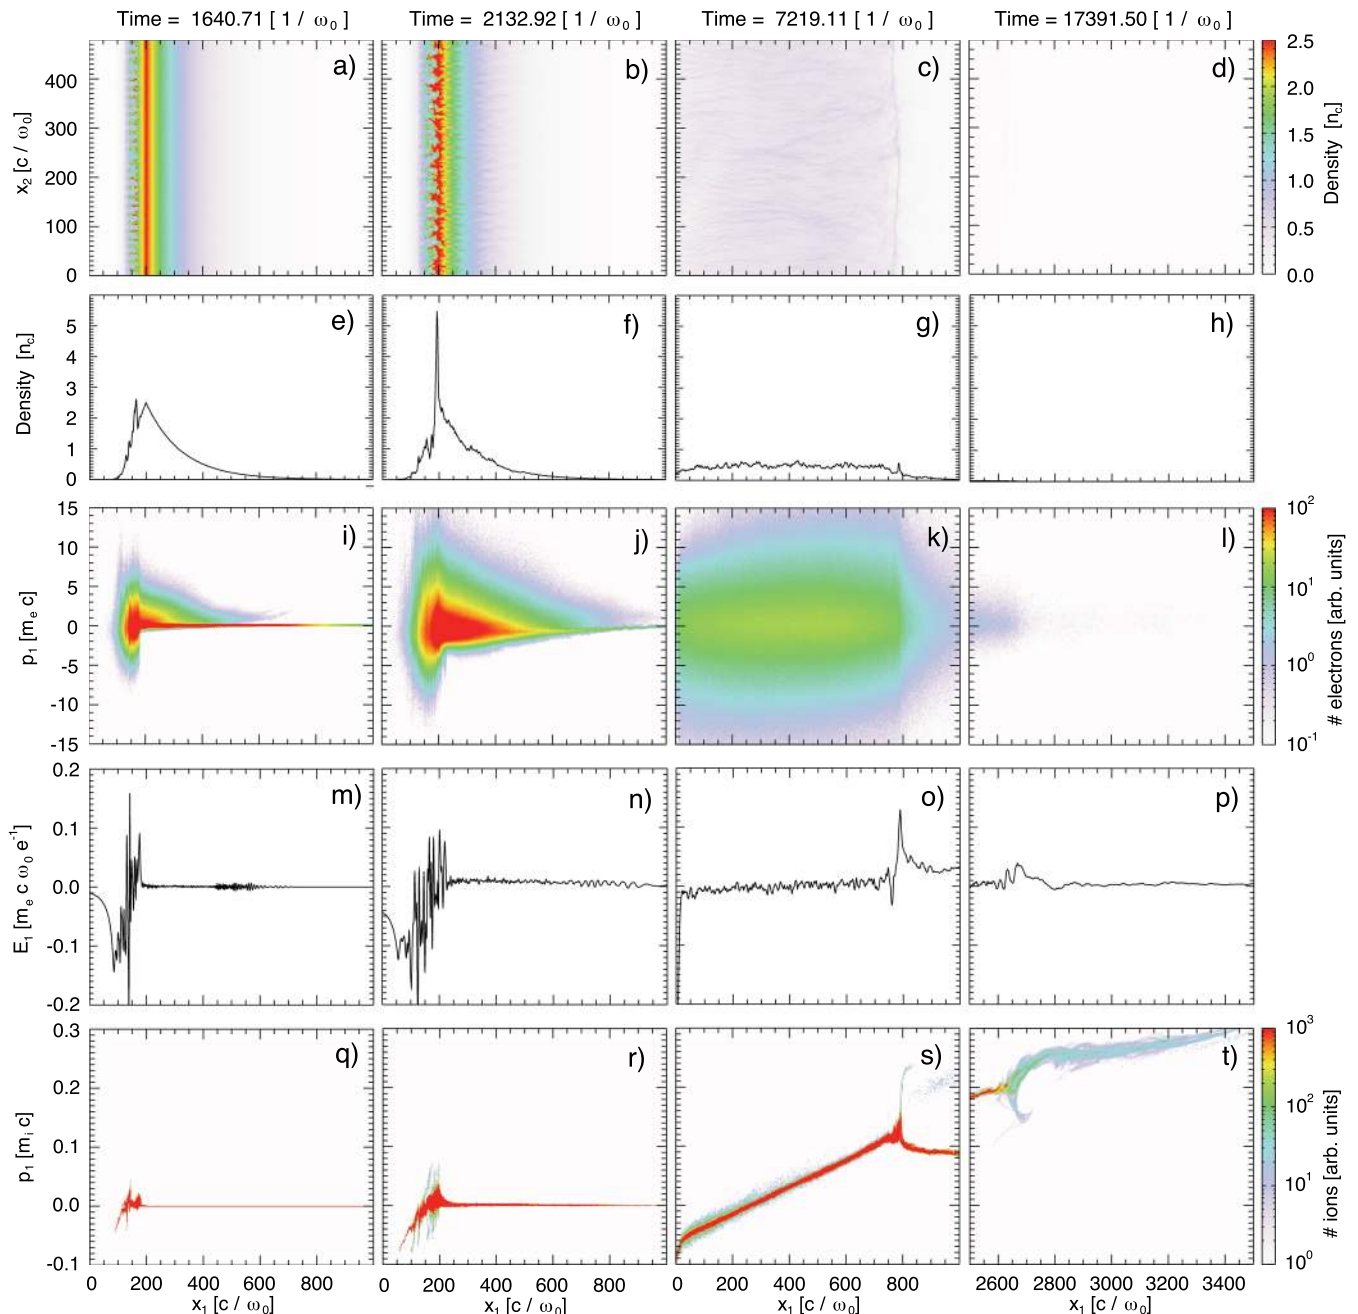 Time = 1640.71 [ 1 / ω0 ] Time = 2132.92 [ 1 / ω0 ] Time = 7219.11 [ 1 / ω0 ] Time = 17391.50 [ 1 / ω0 ]
a) b) c) d)
x2 [c / ω0]
400
300
200
100
0
2.5
2.0
1.5
1.0
0.5
0.0
Density [nc]
e) f) g) h)
Density [nc]
5
4
3
2
1
0
i) j) k) l)
p1 [me c]
15
10
5
0
-5
-10
-15
10^2
10^1
10^0
10^-1
# electrons [arb. units]
m) n) o) p)
E1 [me c ω0 e^-1]
0.2
0.1
0.0
-0.1
-0.2
q) r) s) t)
p1 [mi c]
0.3
0.2
0.1
0.0
-0.1
10^3
10^2
10^1
10^0
# ions [arb. units]
0 200 400 600 800 0 200 400 600 800 0 200 400 600 800 2600 2800 3000 3200 3400
x1 [c / ω0] x1 [c / ω0] x1 [c / ω0] x1 [c / ω0]